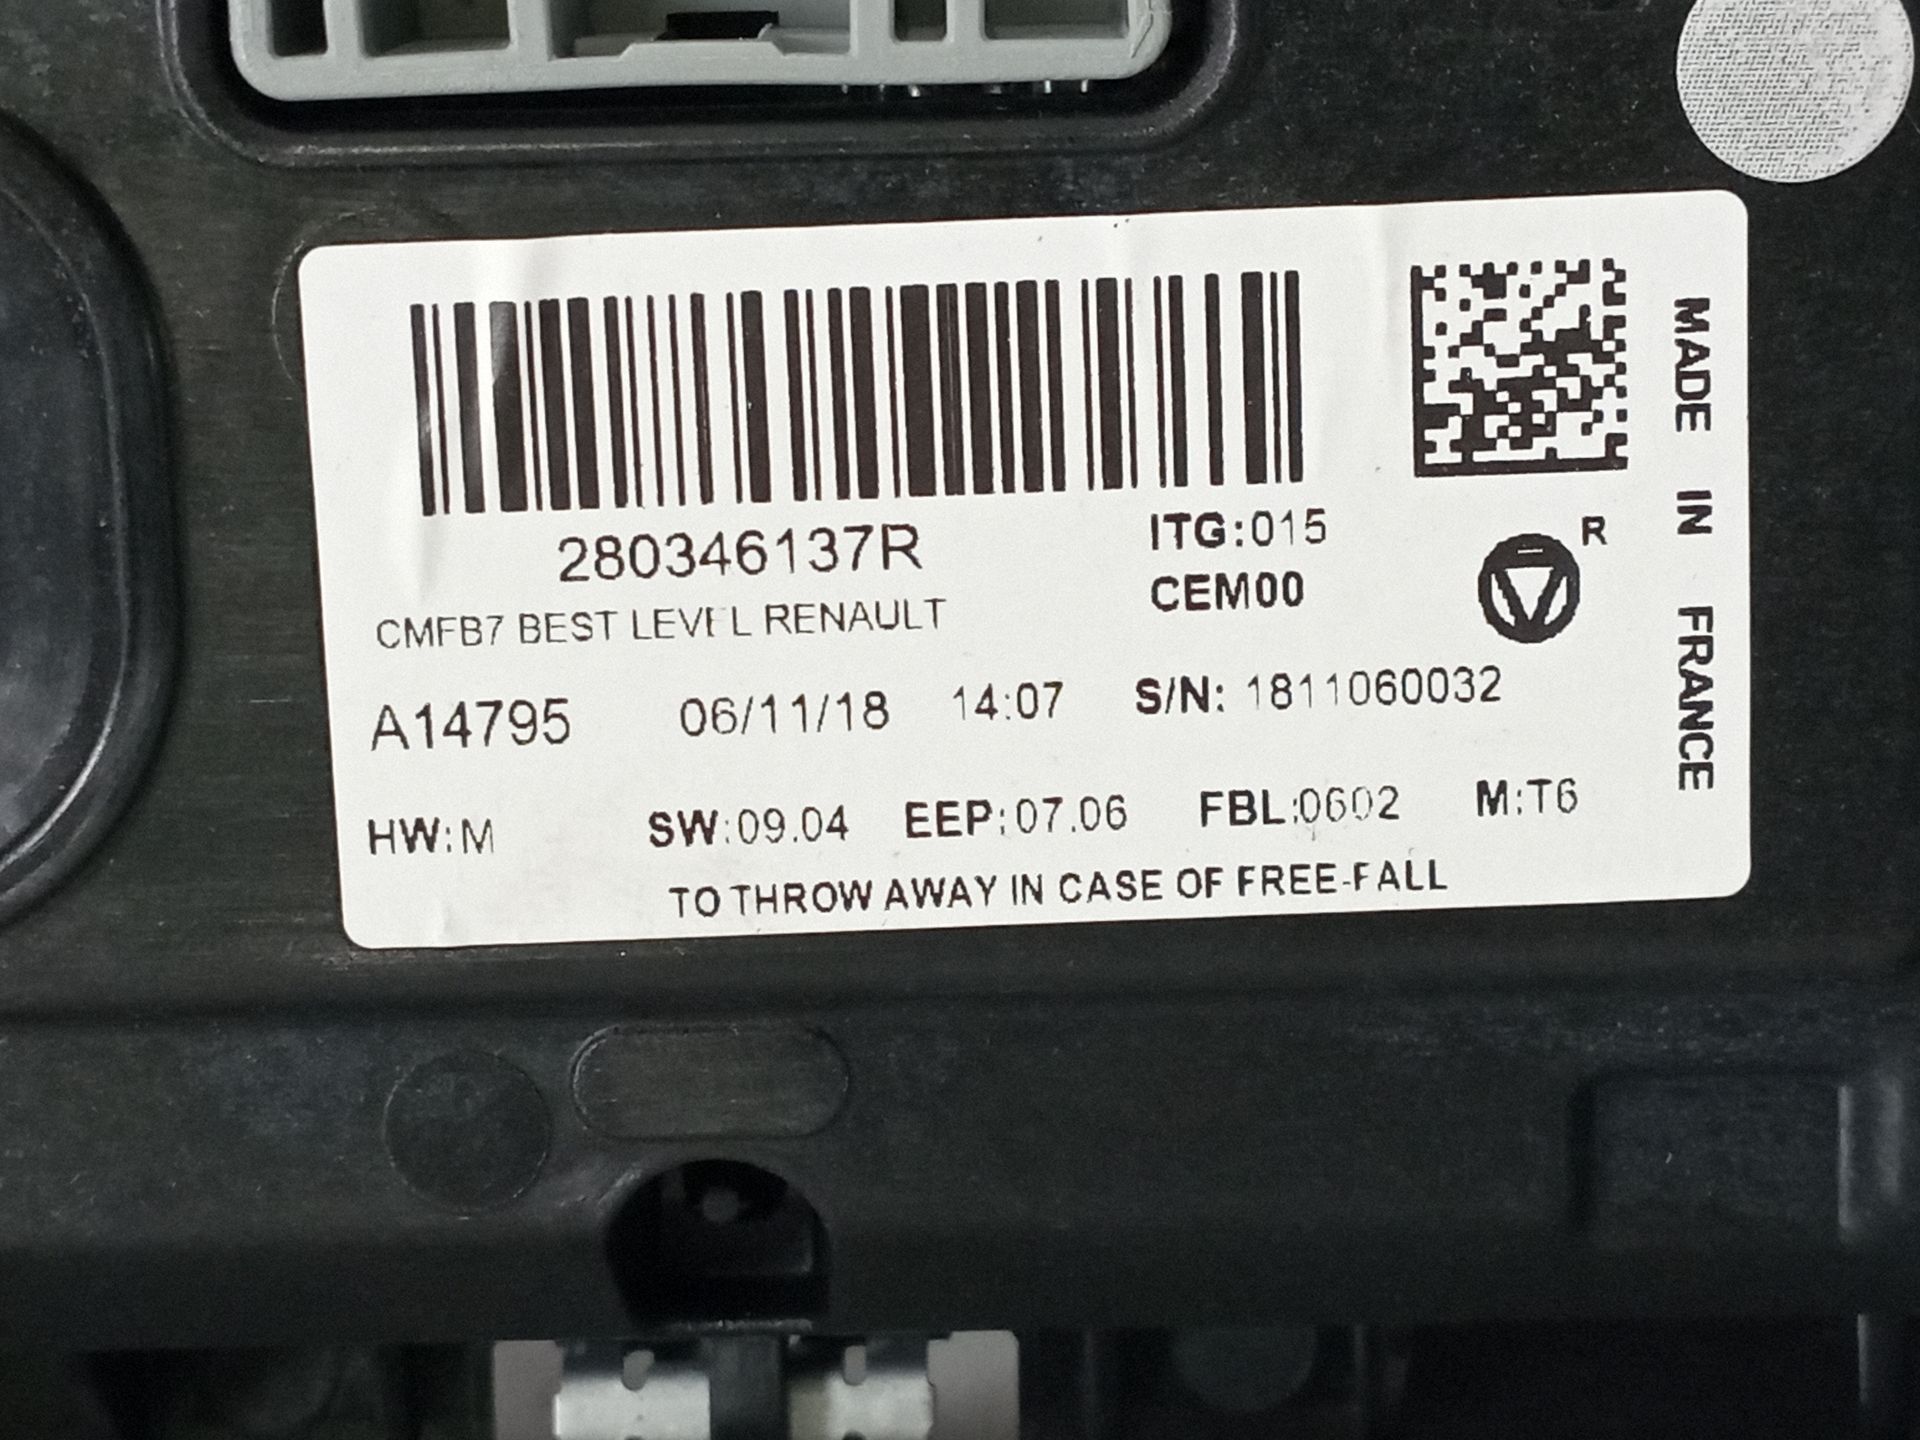 280346137R
ITG:015
CEM00
R
CMFB7 BEST LEVEL RENAULT
A14795 06/11/18 14:07 S/N: 1811060032
HW:M SW:09.04 EEP:07.06 FBL:0602 M:T6
TO THROW AWAY IN CASE OF FREE-FALL
MADE IN FRANCE